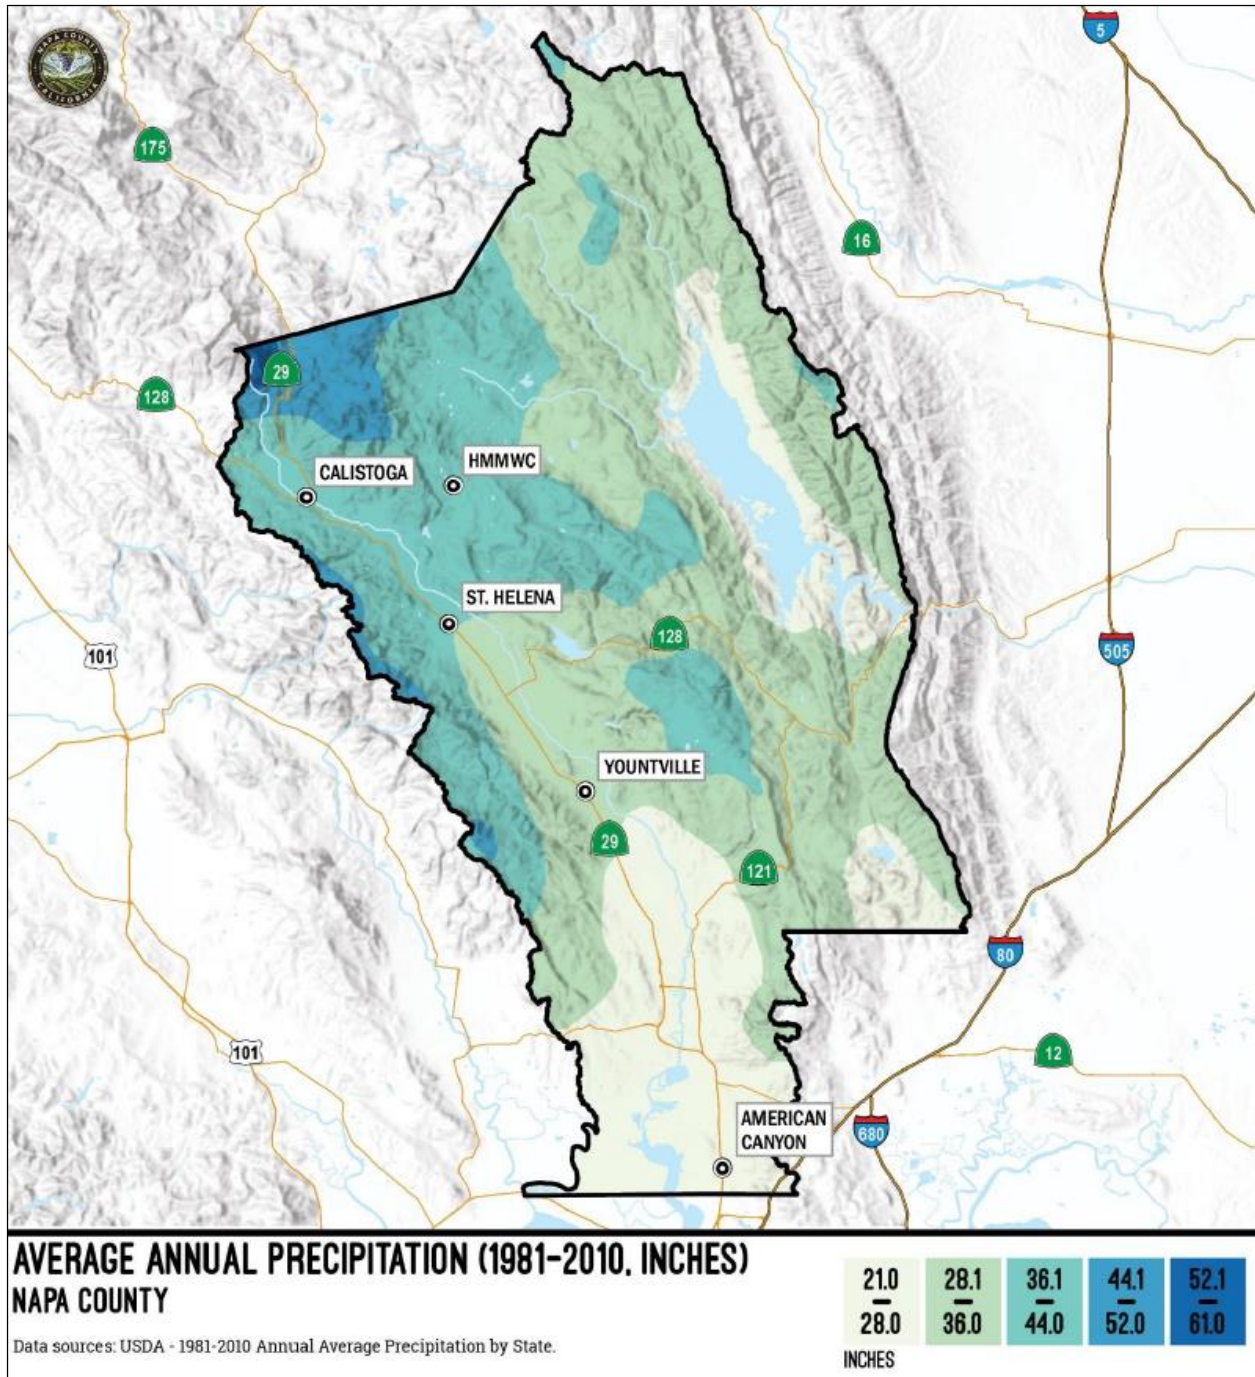 NAPA COUNTY
CALIFORNIA
5
175
16
29
128
CALISTOGA
HMMWC
ST. HELENA
128
101
505
YOUNTVILLE
29
121
80
101
12
AMERICAN
CANYON
680
AVERAGE ANNUAL PRECIPITATION (1981-2010, INCHES)
NAPA COUNTY
Data sources: USDA - 1981-2010 Annual Average Precipitation by State.
21.0 – 28.0
28.1 – 36.0
36.1 – 44.0
44.1 – 52.0
52.1 – 61.0
INCHES